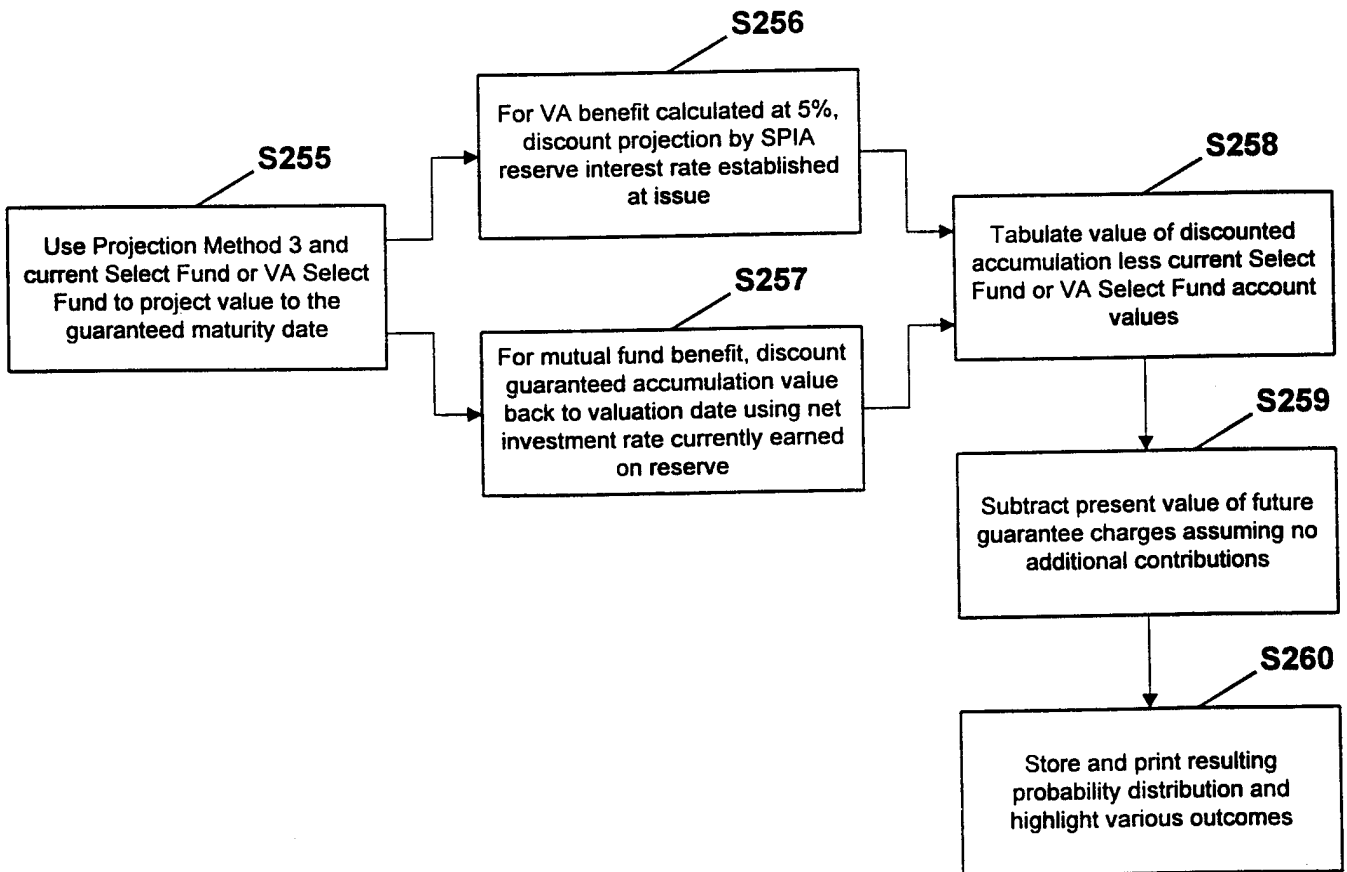 S255
Use Projection Method 3 and
current Select Fund or VA Select
Fund to project value to the
guaranteed maturity date
S256
For VA benefit calculated at 5%,
discount projection by SPIA
reserve interest rate established
at issue
S257
For mutual fund benefit, discount
guaranteed accumulation value
back to valuation date using net
investment rate currently earned
on reserve
S258
Tabulate value of discounted
accumulation less current Select
Fund or VA Select Fund account
values
S259
Subtract present value of future
guarantee charges assuming no
additional contributions
S260
Store and print resulting
probability distribution and
highlight various outcomes